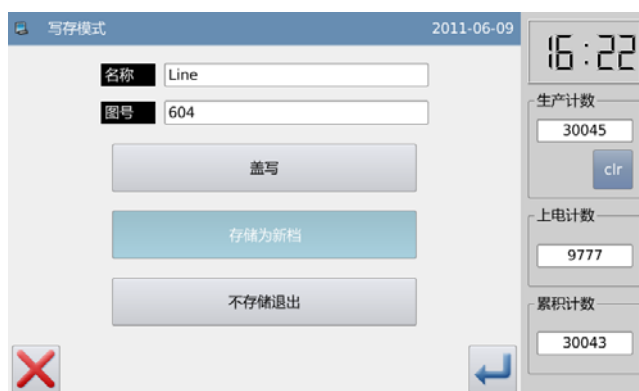 写存模式 2011-06-09
名称 Line
图号 604
盖写
存储为新档
不存储退出
16:22
生产计数
30045
clr
上电计数
9777
累积计数
30043